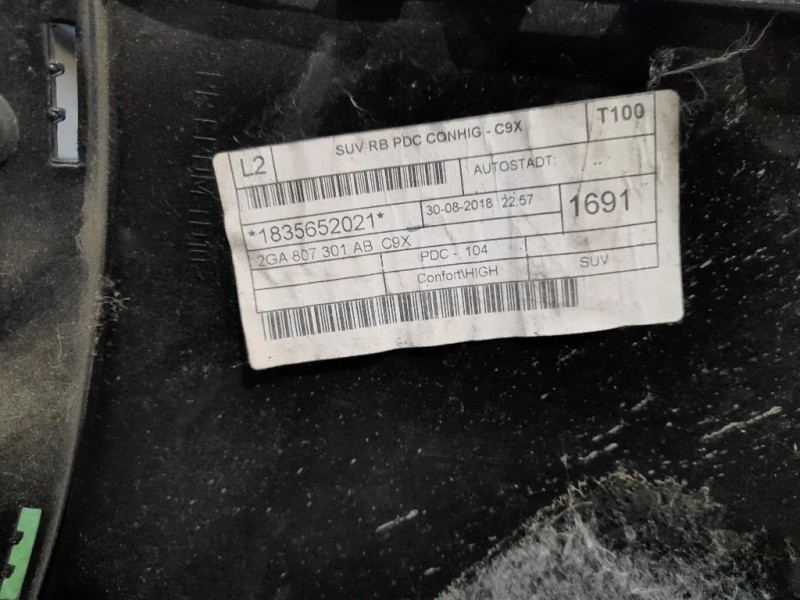 L2 SUV RB PDC CONHIG - C9X T100
AUTOSTADT: ..
*1835652021* 30-08-2018 22:57 1691
2GA 807 301 AB C9X PDC - 104 SUV
Confort\HIGH